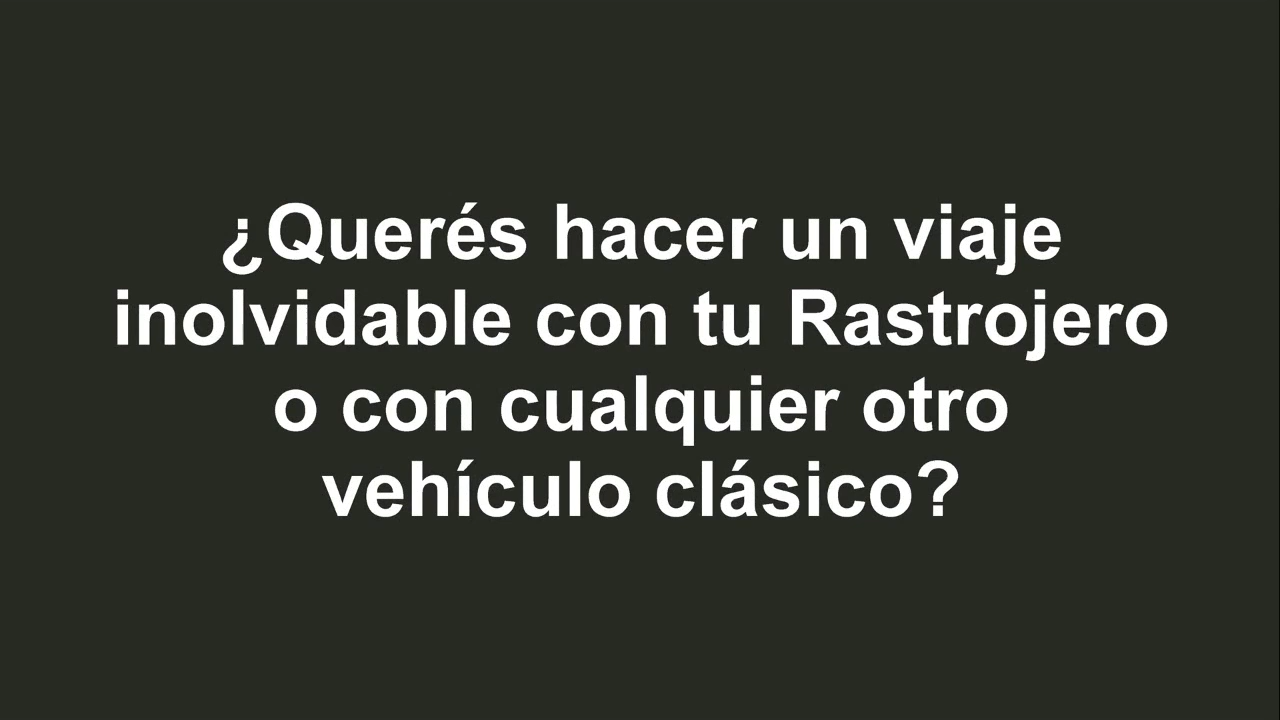 ¿Querés hacer un viaje
inolvidable con tu Rastrojero
o con cualquier otro
vehículo clásico?